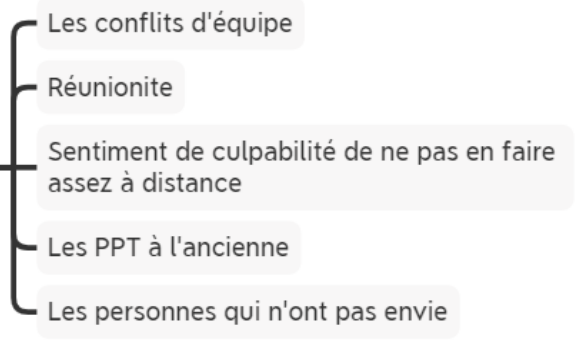 Les conflits d'équipe
Réunionite
Sentiment de culpabilité de ne pas en faire
assez à distance
Les PPT à l'ancienne
Les personnes qui n'ont pas envie